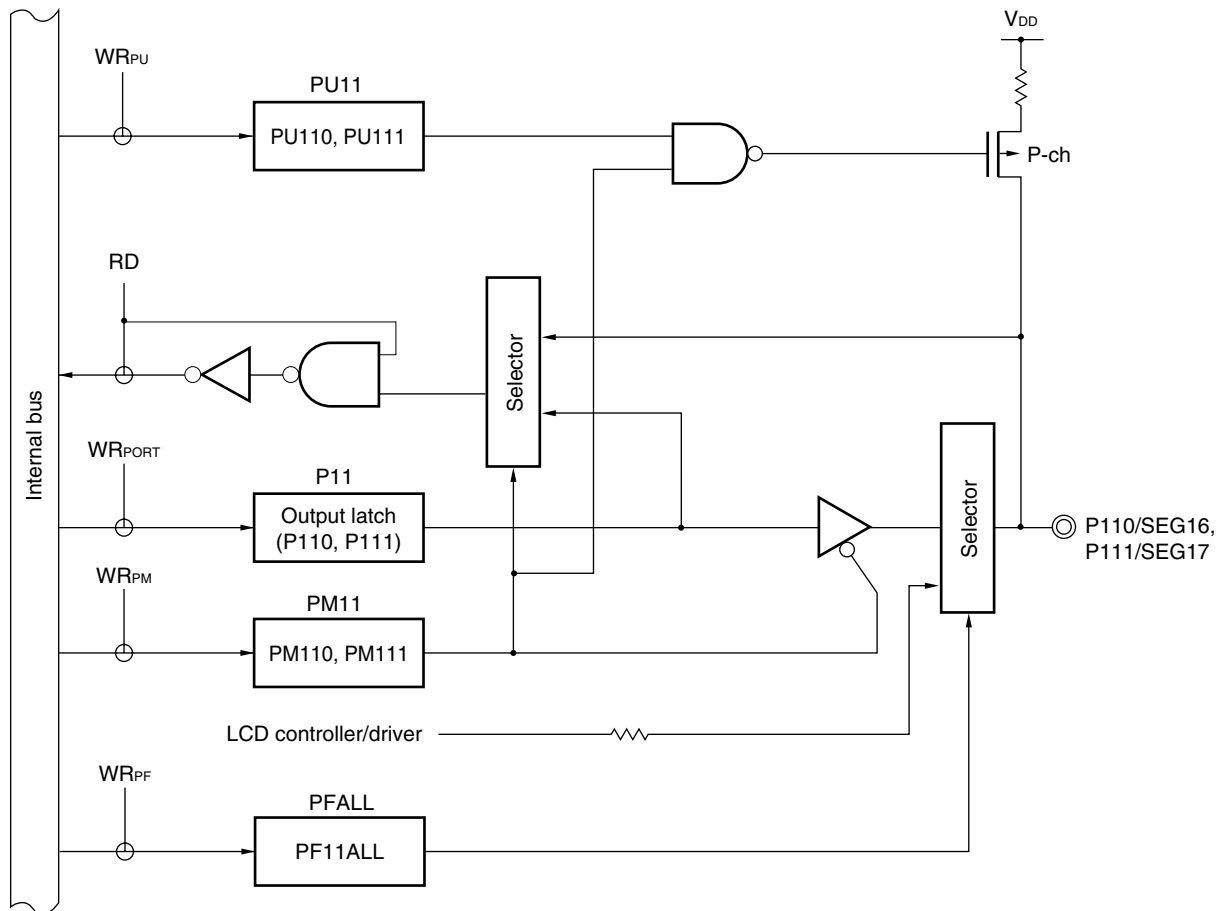 VDD
WRPU
PU11
PU110, PU111
P-ch
RD
Selector
Internal bus
WRPORT
P11
Output latch
(P110, P111)
Selector
P110/SEG16,
P111/SEG17
WRPM
PM11
PM110, PM111
LCD controller/driver
WRPF
PFALL
PF11ALL